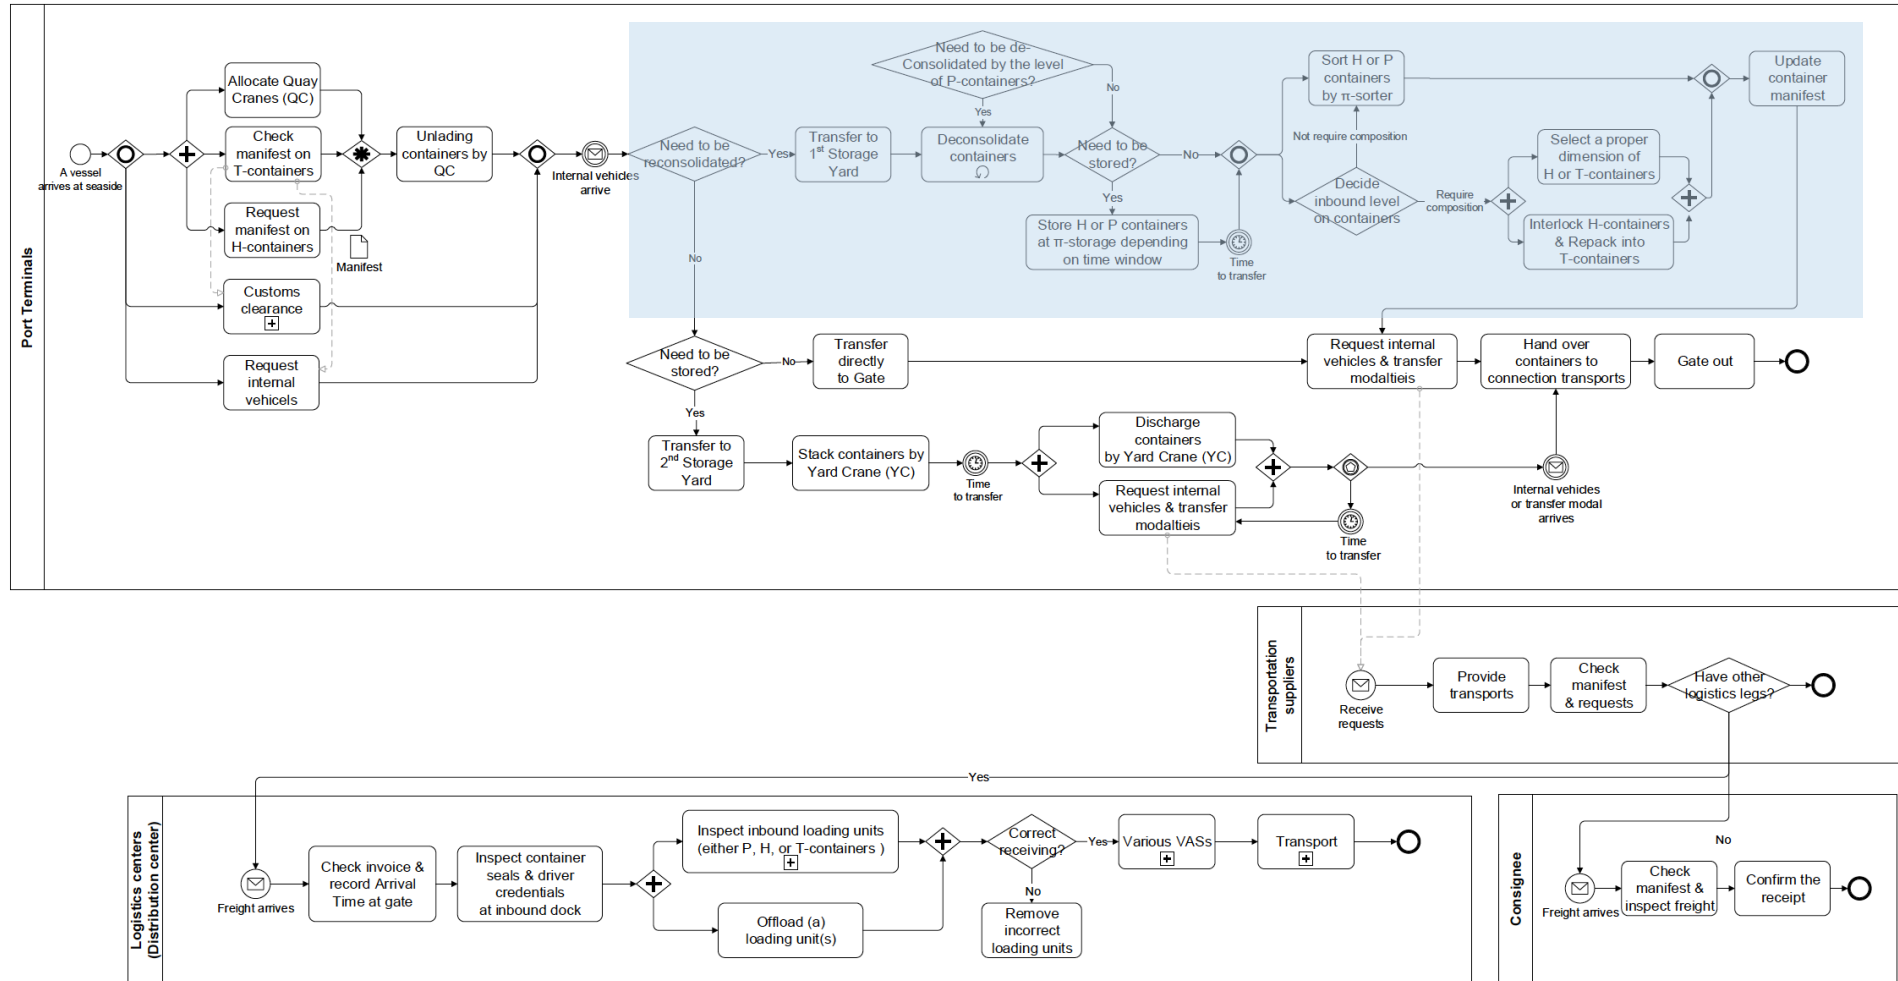 Port Terminals
A vessel
arrives at seaside
Allocate Quay
Cranes (QC)
Check
manifest on
T-containers
Request
manifest on
H-containers
Manifest
Customs
clearance
Request
internal
vehicels
Unlading
containers by
QC
Internal vehicles
arrive
Need to be
reconsolidated?
Yes
No
Transfer to
1st Storage
Yard
Need to be de-
Consolidated by the level
of P-containers?
Yes
No
Deconsolidate
containers
Need to be
stored?
No
Yes
Store H or P containers
at π-storage depending
on time window
Time
to transfer
Sort H or P
containers
by π-sorter
Not require composition
Decide
inbound level
on containers
Require
composition
Select a proper
dimension of
H or T-containers
Interlock H-containers
& Repack into
T-containers
Update
container
manifest
Need to be
stored?
No
Yes
Transfer
directly
to Gate
Request internal
vehicles & transfer
modaltieis
Hand over
containers to
connection transports
Gate out
Transfer to
2nd Storage
Yard
Stack containers by
Yard Crane (YC)
Time
to transfer
Discharge
containers
by Yard Crane (YC)
Request internal
vehicles & transfer
modaltieis
Time
to transfer
Internal vehicles
or transfer modal
arrives
Transportation
suppliers
Receive
requests
Provide
transports
Check
manifest
& requests
Have other
logistics legs?
Yes
No
Logistics centers
(Distribution center)
Freight arrives
Check invoice &
record Arrival
Time at gate
Inspect container
seals & driver
credentials
at inbound dock
Inspect inbound loading units
(either P, H, or T-containers )
Offload (a)
loading unit(s)
Correct
receiving?
Yes
No
Remove
incorrect
loading units
Various VASs
Transport
Consignee
Freight arrives
Check
manifest &
inspect freight
Confirm the
receipt